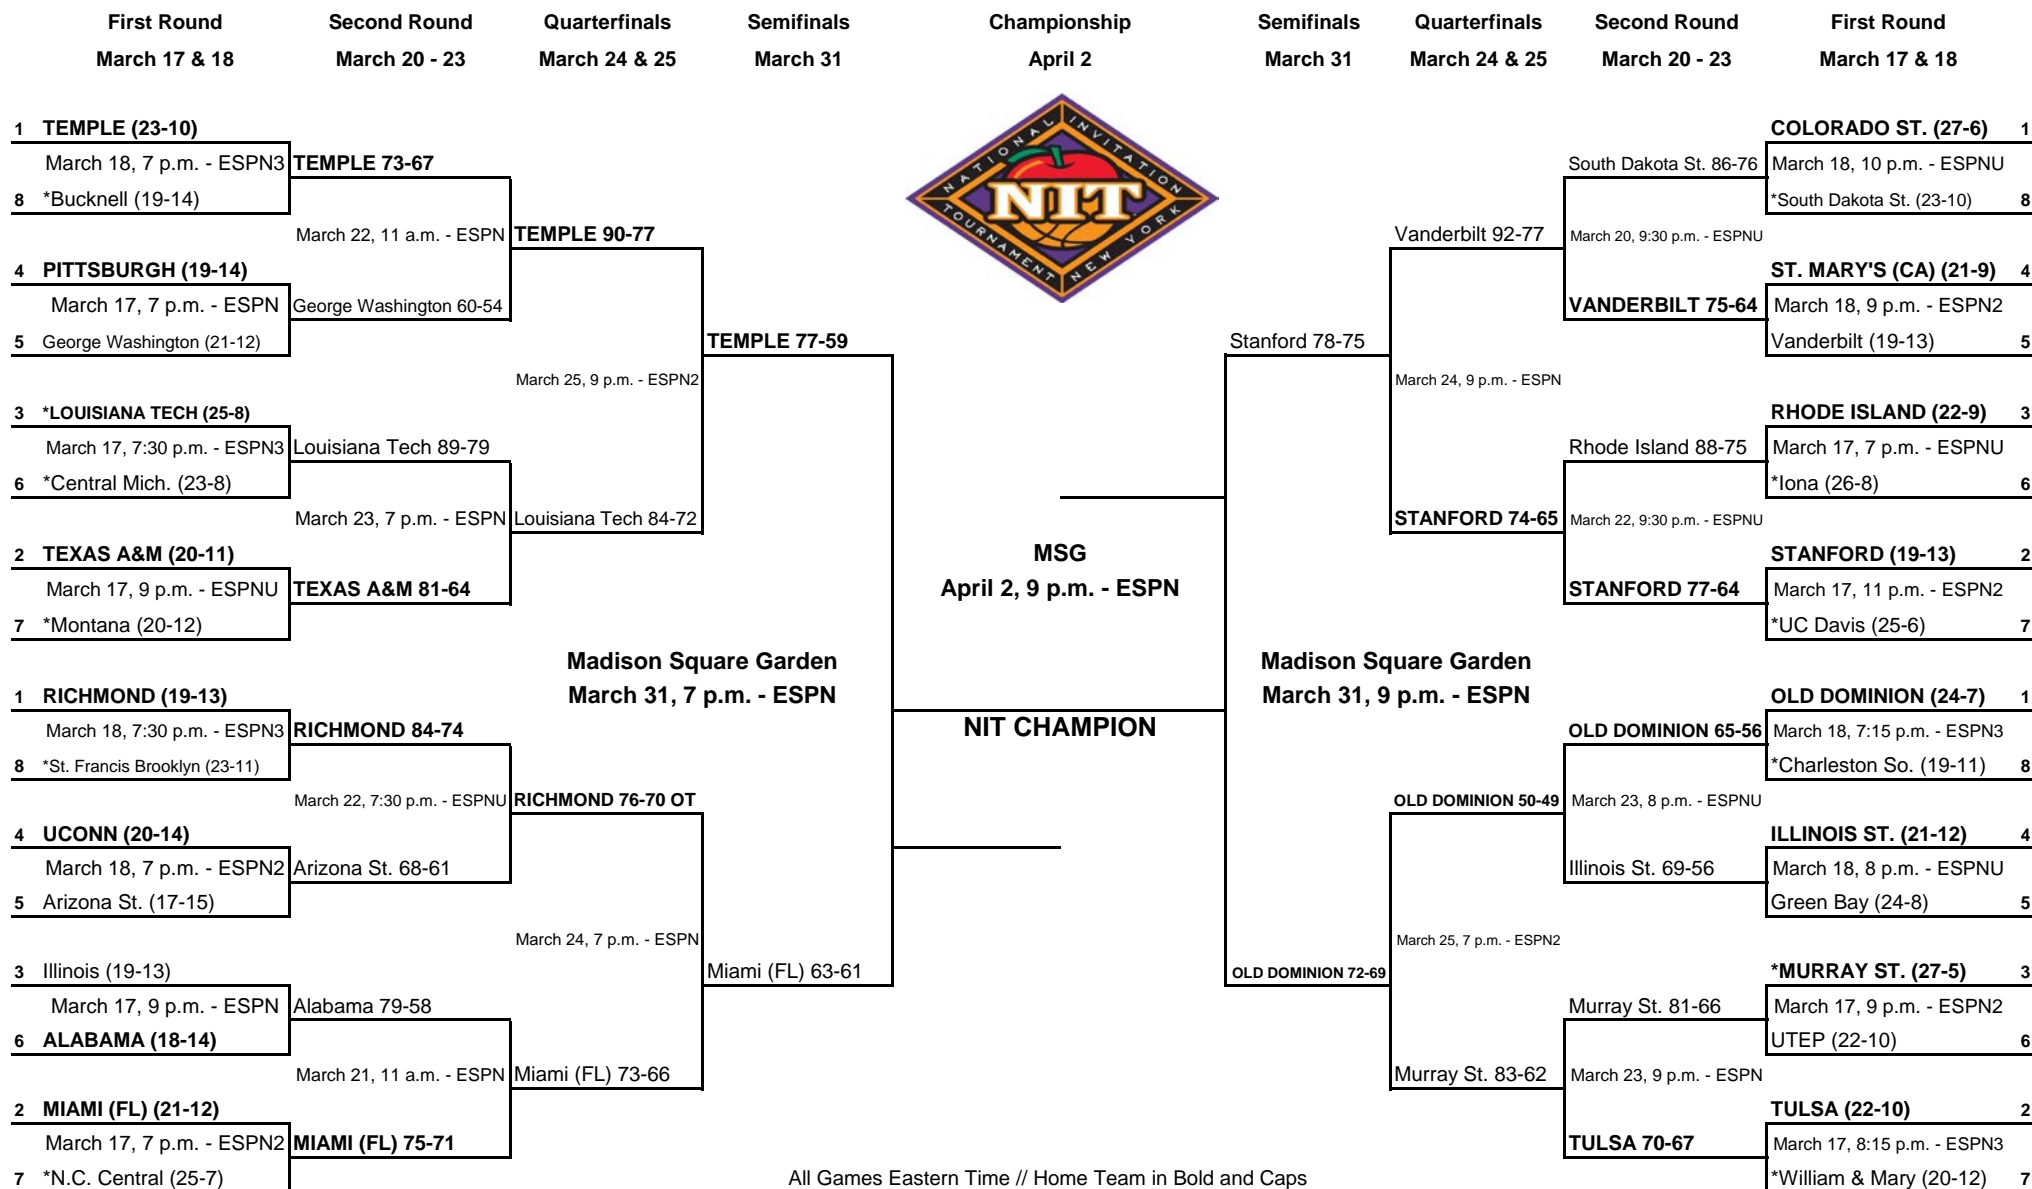 First Round Second Round Quarterfinals Semifinals Championship Semifinals Quarterfinals Second Round First Round
March 17 & 18 March 20 - 23 March 24 & 25 March 31 April 2 March 31 March 24 & 25 March 20 - 23 March 17 & 18
NATIONAL INVITATION
NIT
TOURNAMENT NEW YORK
1 TEMPLE (23-10)
March 18, 7 p.m. - ESPN3
8 *Bucknell (19-14)
4 PITTSBURGH (19-14)
March 17, 7 p.m. - ESPN
5 George Washington (21-12)
3 *LOUISIANA TECH (25-8)
March 17, 7:30 p.m. - ESPN3
6 *Central Mich. (23-8)
2 TEXAS A&M (20-11)
March 17, 9 p.m. - ESPNU
7 *Montana (20-12)
1 RICHMOND (19-13)
March 18, 7:30 p.m. - ESPN3
8 *St. Francis Brooklyn (23-11)
4 UCONN (20-14)
March 18, 7 p.m. - ESPN2
5 Arizona St. (17-15)
3 Illinois (19-13)
March 17, 9 p.m. - ESPN
6 ALABAMA (18-14)
2 MIAMI (FL) (21-12)
March 17, 7 p.m. - ESPN2
7 *N.C. Central (25-7)
TEMPLE 73-67
March 22, 11 a.m. - ESPN
George Washington 60-54
Louisiana Tech 89-79
March 23, 7 p.m. - ESPN
TEXAS A&M 81-64
RICHMOND 84-74
March 22, 7:30 p.m. - ESPNU
Arizona St. 68-61
Alabama 79-58
March 21, 11 a.m. - ESPN
MIAMI (FL) 75-71
TEMPLE 90-77
March 25, 9 p.m. - ESPN2
Louisiana Tech 84-72
RICHMOND 76-70 OT
March 24, 7 p.m. - ESPN
Miami (FL) 73-66
TEMPLE 77-59
Madison Square Garden
March 31, 7 p.m. - ESPN
Miami (FL) 63-61
MSG
April 2, 9 p.m. - ESPN
NIT CHAMPION
Stanford 78-75
Madison Square Garden
March 31, 9 p.m. - ESPN
OLD DOMINION 72-69
Vanderbilt 92-77
March 24, 9 p.m. - ESPN
STANFORD 74-65
OLD DOMINION 50-49
March 25, 7 p.m. - ESPN2
Murray St. 83-62
South Dakota St. 86-76
March 20, 9:30 p.m. - ESPNU
VANDERBILT 75-64
Rhode Island 88-75
March 22, 9:30 p.m. - ESPNU
STANFORD 77-64
OLD DOMINION 65-56
March 23, 8 p.m. - ESPNU
Illinois St. 69-56
Murray St. 81-66
March 23, 9 p.m. - ESPN
TULSA 70-67
COLORADO ST. (27-6) 1
March 18, 10 p.m. - ESPNU
*South Dakota St. (23-10) 8
ST. MARY'S (CA) (21-9) 4
March 18, 9 p.m. - ESPN2
Vanderbilt (19-13) 5
RHODE ISLAND (22-9) 3
March 17, 7 p.m. - ESPNU
*Iona (26-8) 6
STANFORD (19-13) 2
March 17, 11 p.m. - ESPN2
*UC Davis (25-6) 7
OLD DOMINION (24-7) 1
March 18, 7:15 p.m. - ESPN3
*Charleston So. (19-11) 8
ILLINOIS ST. (21-12) 4
March 18, 8 p.m. - ESPNU
Green Bay (24-8) 5
*MURRAY ST. (27-5) 3
March 17, 9 p.m. - ESPN2
UTEP (22-10) 6
TULSA (22-10) 2
March 17, 8:15 p.m. - ESPN3
*William & Mary (20-12) 7
All Games Eastern Time // Home Team in Bold and Caps